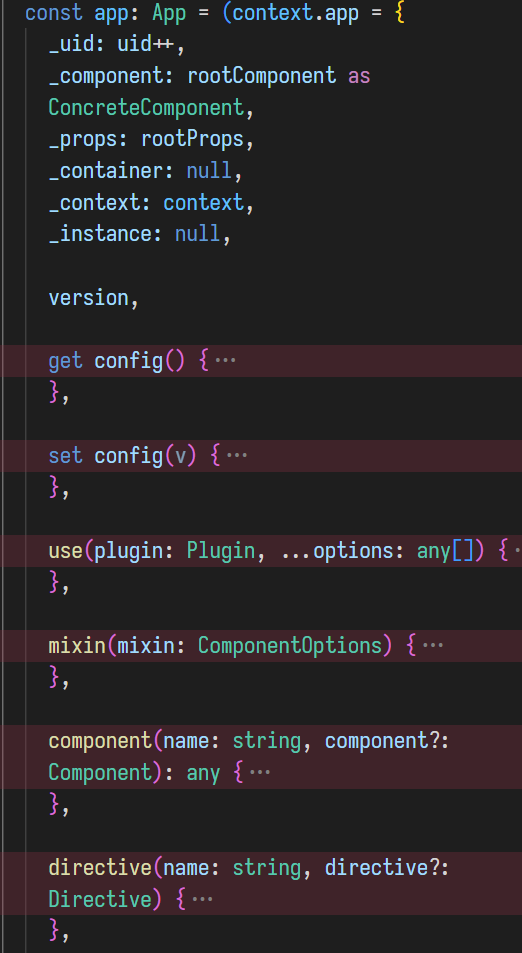 const app: App = (context.app = {
_uid: uid++,
_component: rootComponent as
ConcreteComponent,
_props: rootProps,
_container: null,
_context: context,
_instance: null,
version,
get config() { ···
},
set config(v) { ···
},
use(plugin: Plugin, ...options: any[]) { ·
},
mixin(mixin: ComponentOptions) { ···
},
component(name: string, component?:
Component): any { ···
},
directive(name: string, directive?:
Directive) { ···
},